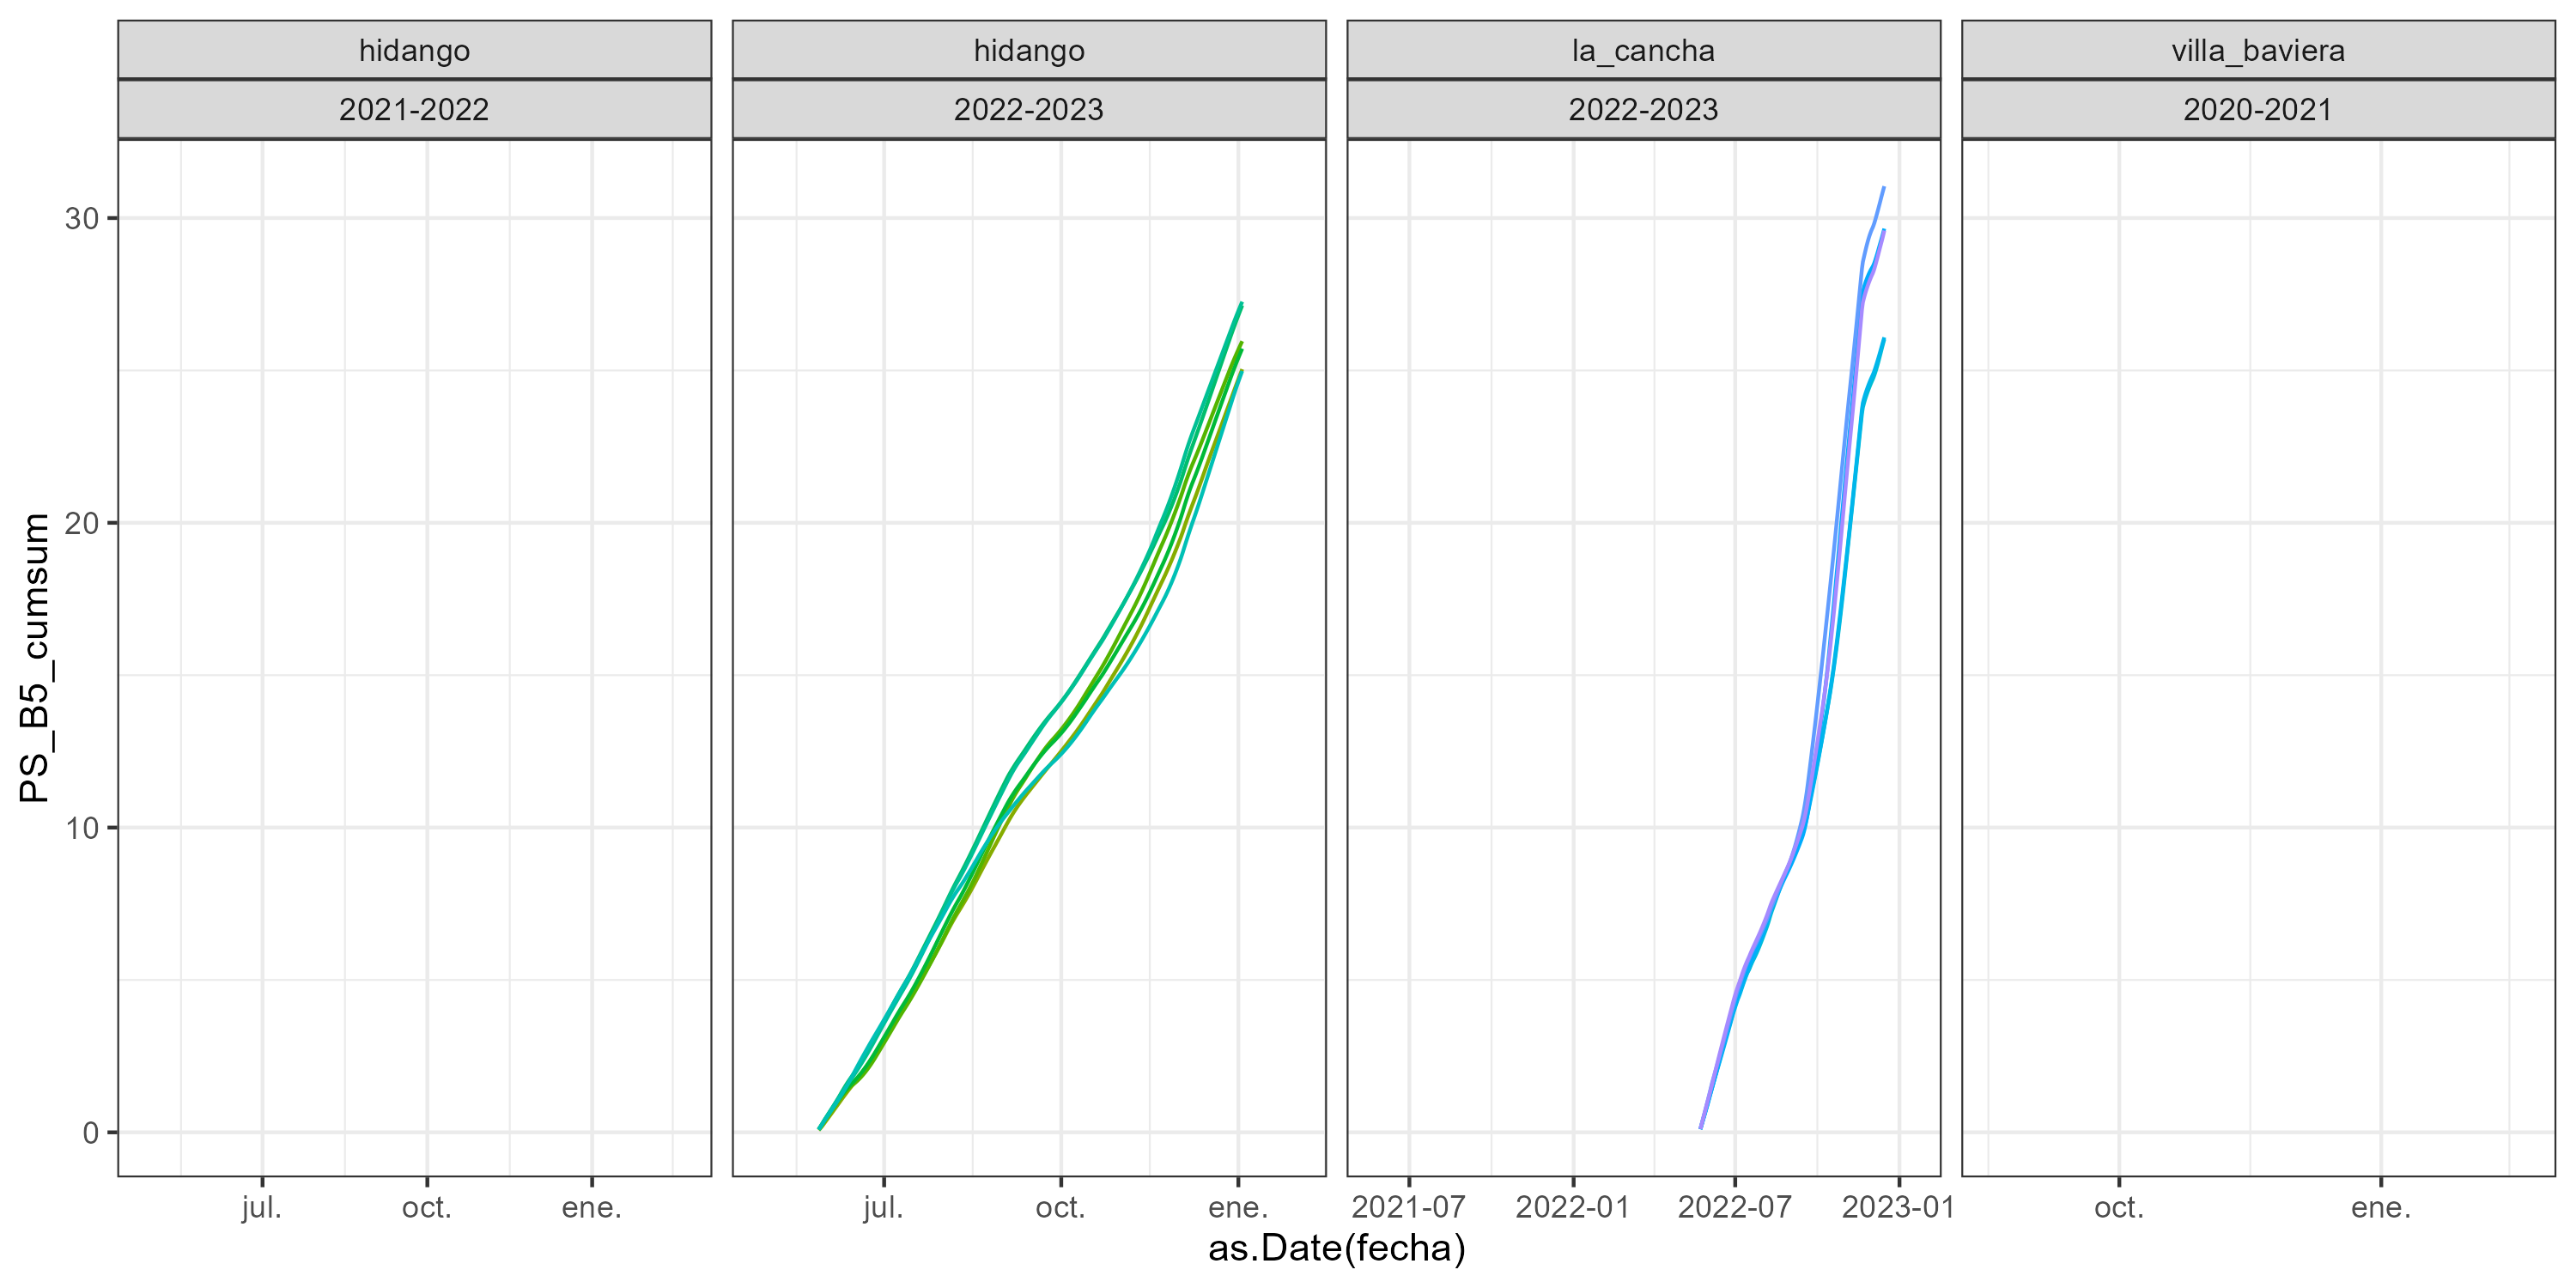 hidango
hidango
la_cancha
villa_baviera
2021-2022
2022-2023
2022-2023
2020-2021
PS_B5_cumsum
30
20
10
0
jul.
oct.
ene.
jul.
oct.
ene.
2021-07
2022-01
2022-07
2023-01
oct.
ene.
as.Date(fecha)